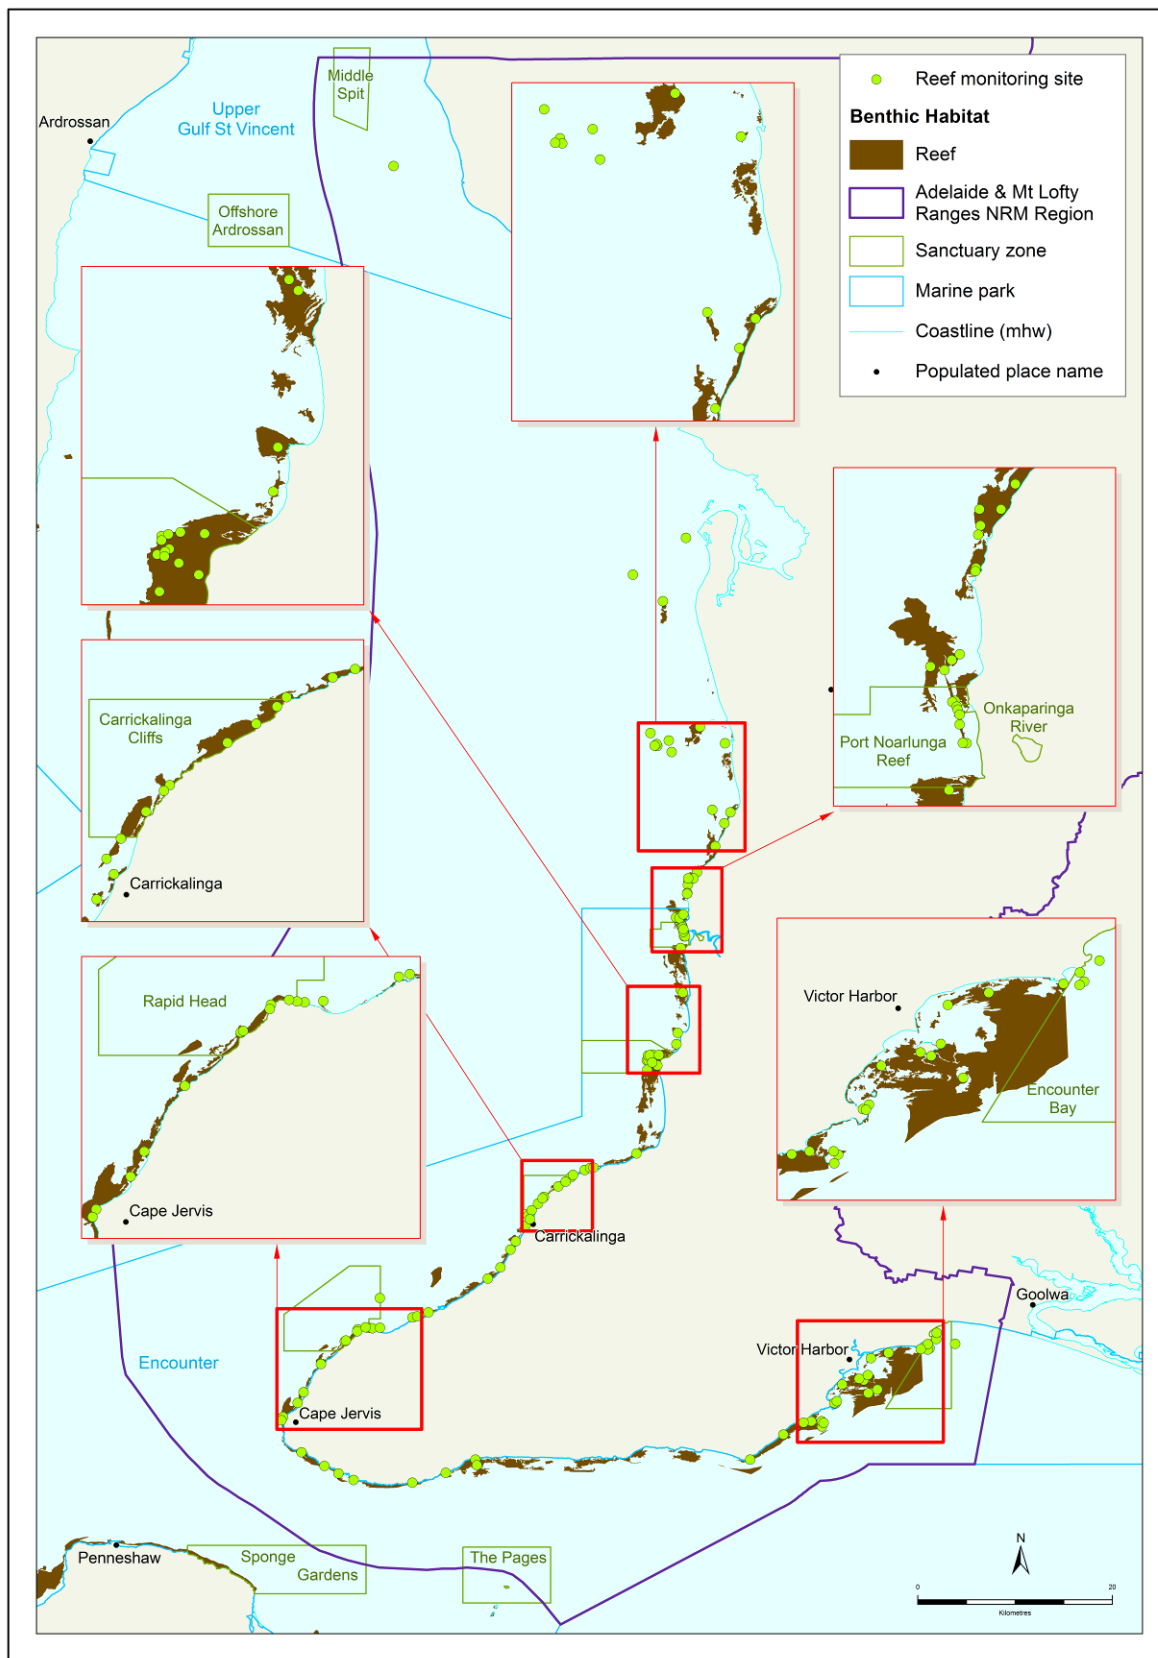 Middle
Spit
Upper
Gulf St Vincent
Ardrossan
Offshore
Ardrossan
Reef monitoring site
Benthic Habitat
Reef
Adelaide & Mt Lofty
Ranges NRM Region
Sanctuary zone
Marine park
Coastline (mhw)
Populated place name
Carrickalinga
Cliffs
Carrickalinga
Onkaparinga
River
Port Noarlunga
Reef
Rapid Head
Cape Jervis
Victor Harbor
Encounter
Bay
Carrickalinga
Goolwa
Victor Harbor
Encounter
Cape Jervis
Penneshaw
Sponge
Gardens
The Pages
N
0
20
Kilometres